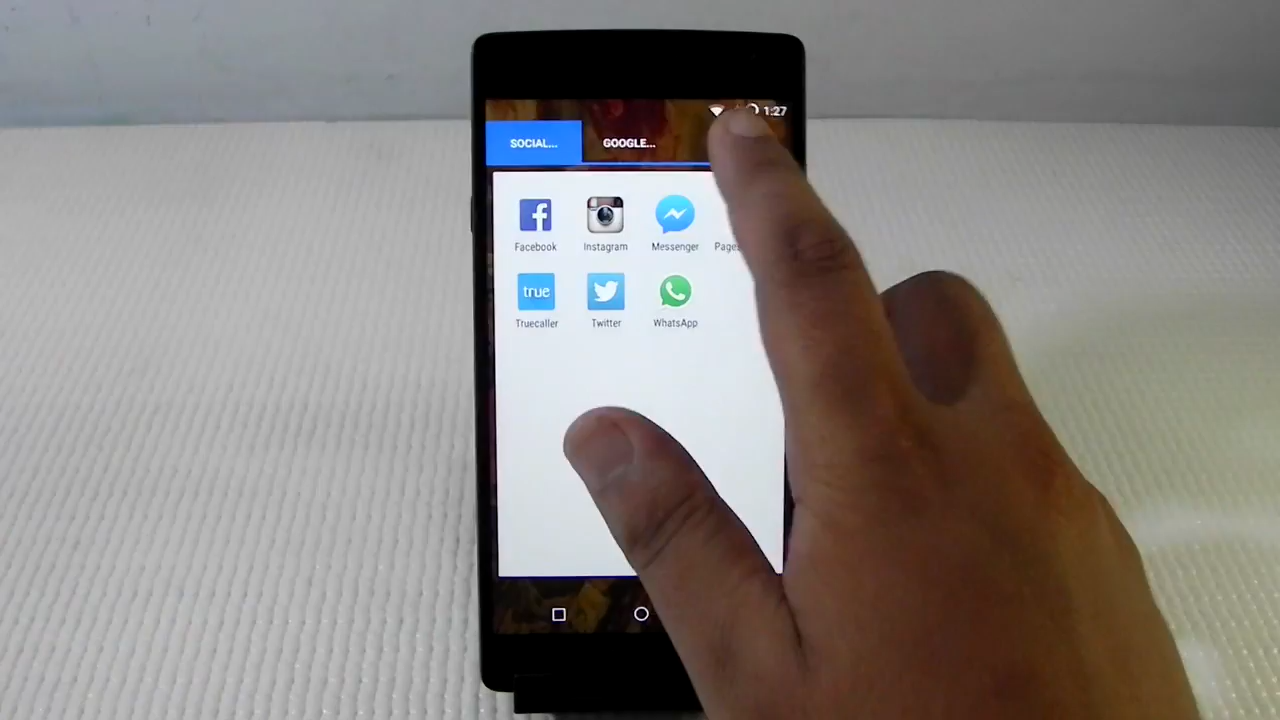 1:27
SOCIAL... GOOGLE...
Facebook Instagram Messenger Pages
true
Truecaller Twitter WhatsApp